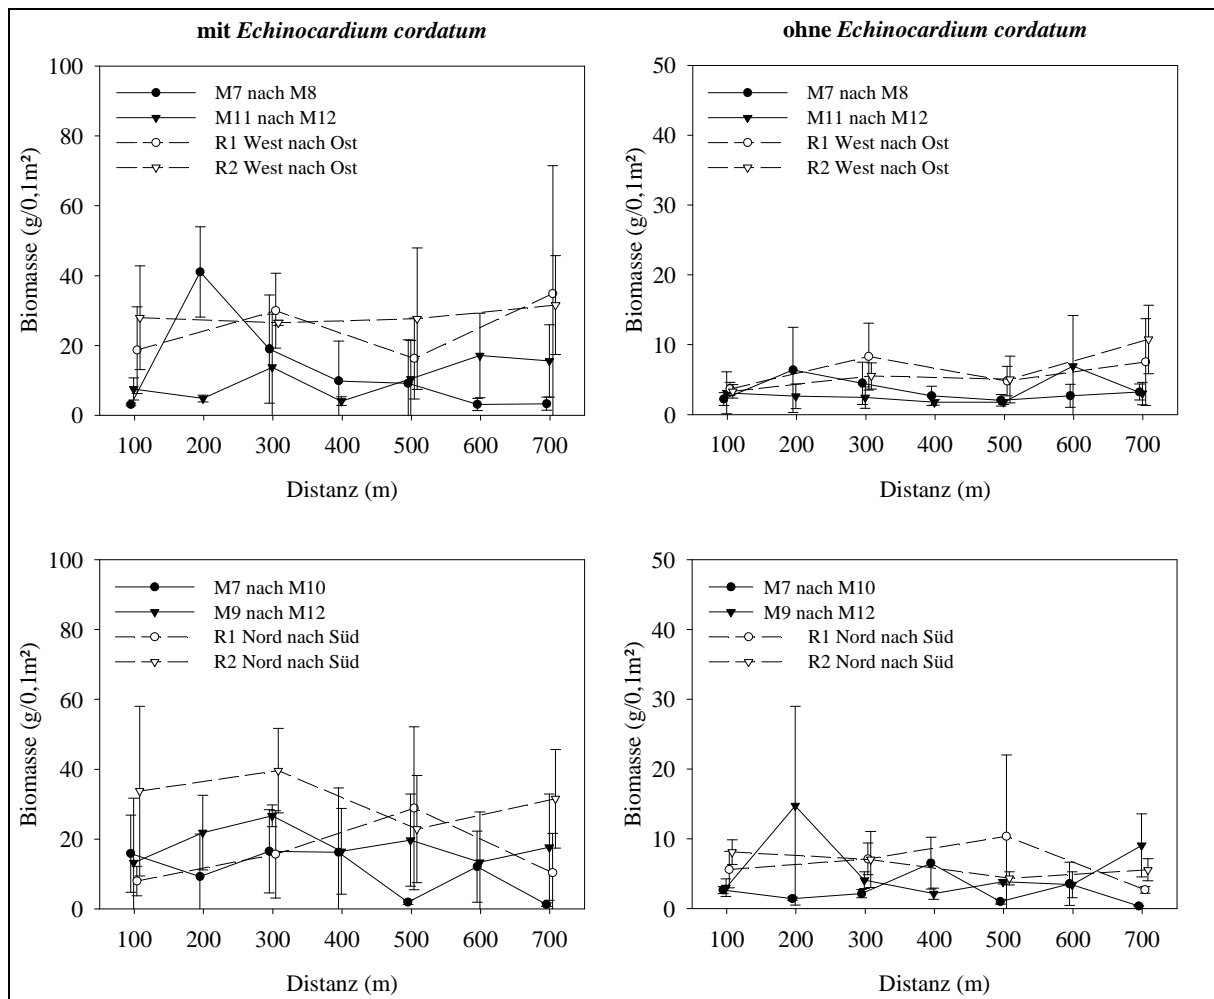 mit Echinocardium cordatum
100
80
60
40
20
0
Biomasse (g/0,1m²)
M7 nach M8
M11 nach M12
R1 West nach Ost
R2 West nach Ost
100 200 300 400 500 600 700
Distanz (m)
ohne Echinocardium cordatum
50
40
30
20
10
0
Biomasse (g/0,1m²)
M7 nach M8
M11 nach M12
R1 West nach Ost
R2 West nach Ost
100 200 300 400 500 600 700
Distanz (m)
100
80
60
40
20
0
Biomasse (g/0,1m²)
M7 nach M10
M9 nach M12
R1 Nord nach Süd
R2 Nord nach Süd
100 200 300 400 500 600 700
Distanz (m)
50
40
30
20
10
0
Biomasse (g/0,1m²)
M7 nach M10
M9 nach M12
R1 Nord nach Süd
R2 Nord nach Süd
100 200 300 400 500 600 700
Distanz (m)